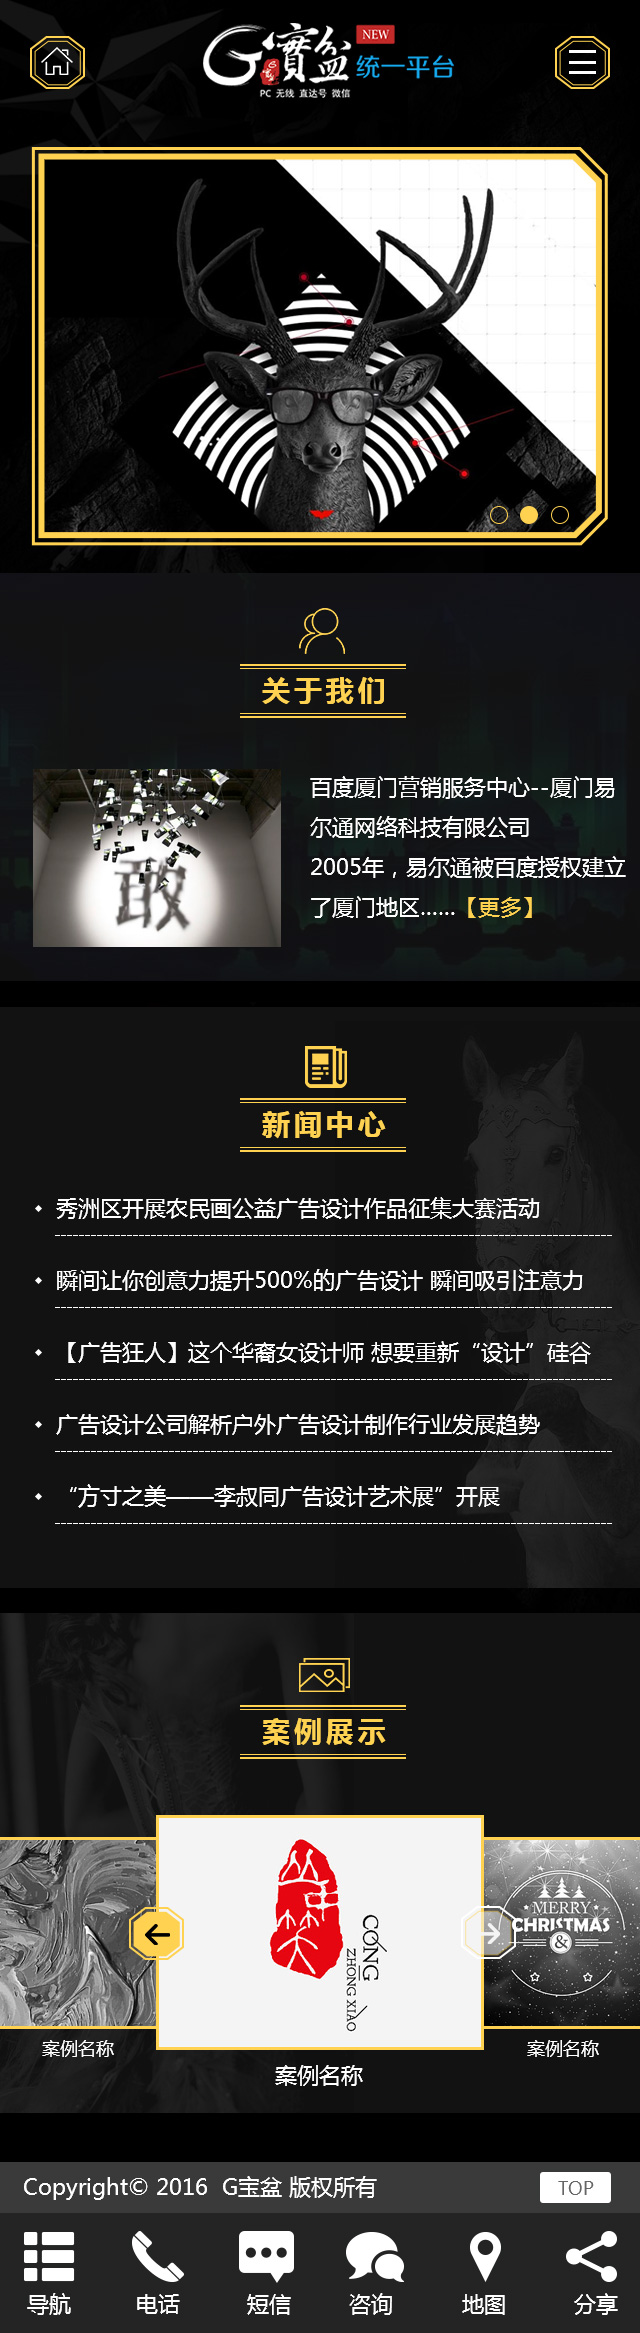 G寶盆
NEW
统一平台
PC 无线 直达号 微信
关于我们
百度厦门营销服务中心--厦门易
尔通网络科技有限公司
2005年，易尔通被百度授权建立
了厦门地区......【更多】
新闻中心
秀洲区开展农民画公益广告设计作品征集大赛活动
瞬间让你创意力提升500%的广告设计 瞬间吸引注意力
【广告狂人】这个华裔女设计师 想要重新“设计”硅谷
广告设计公司解析户外广告设计制作行业发展趋势
“方寸之美——李叔同广告设计艺术展”开展
案例展示
CONG
ZHONG XIAO
MERRY
CHRISTMAS
&
案例名称
案例名称
案例名称
Copyright© 2016 G宝盆 版权所有
TOP
导航
电话
短信
咨询
地图
分享